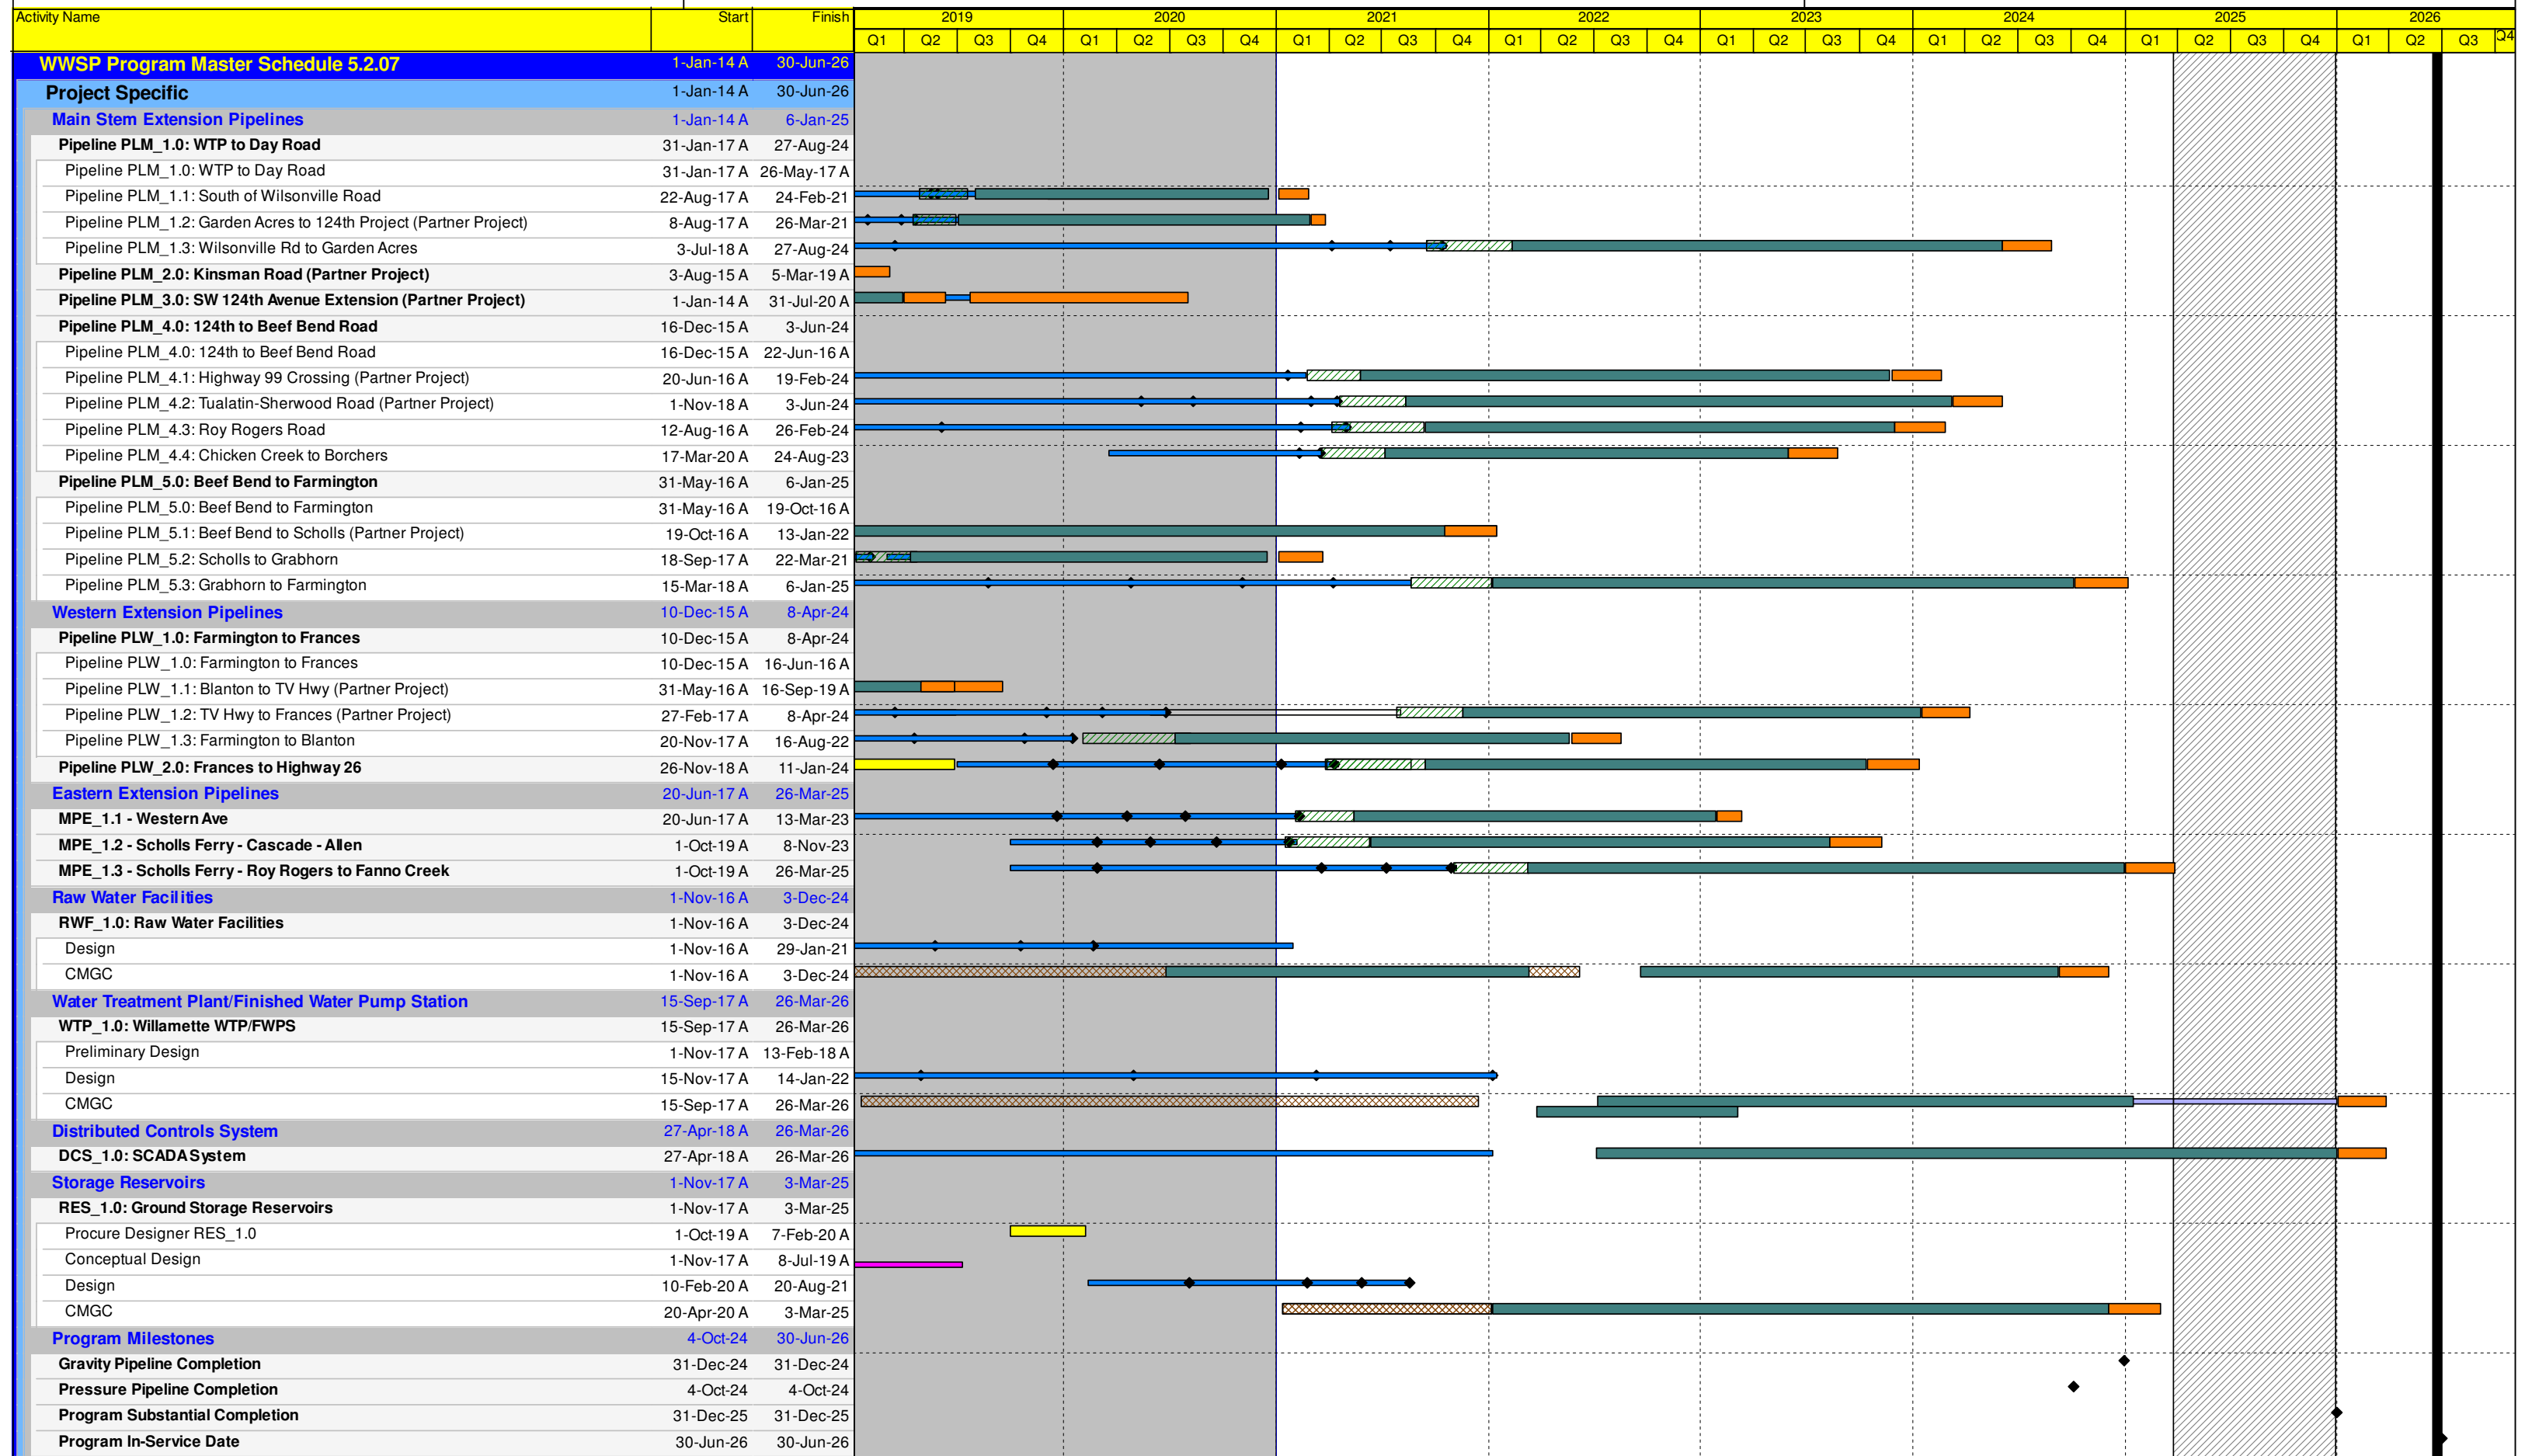 Activity Name Start Finish 2019 2020 2021 2022 2023 2024 2025 2026
Q1 Q2 Q3 Q4 Q1 Q2 Q3 Q4 Q1 Q2 Q3 Q4 Q1 Q2 Q3 Q4 Q1 Q2 Q3 Q4 Q1 Q2 Q3 Q4 Q1 Q2 Q3 Q4 Q1 Q2 Q3 Q4
WWSP Program Master Schedule 5.2.07 1-Jan-14 A 30-Jun-26
Project Specific 1-Jan-14 A 30-Jun-26
Main Stem Extension Pipelines 1-Jan-14 A 6-Jan-25
Pipeline PLM_1.0: WTP to Day Road 31-Jan-17 A 27-Aug-24
Pipeline PLM_1.0: WTP to Day Road 31-Jan-17 A 26-May-17 A
Pipeline PLM_1.1: South of Wilsonville Road 22-Aug-17 A 24-Feb-21
Pipeline PLM_1.2: Garden Acres to 124th Project (Partner Project) 8-Aug-17 A 26-Mar-21
Pipeline PLM_1.3: Wilsonville Rd to Garden Acres 3-Jul-18 A 27-Aug-24
Pipeline PLM_2.0: Kinsman Road (Partner Project) 3-Aug-15 A 5-Mar-19 A
Pipeline PLM_3.0: SW 124th Avenue Extension (Partner Project) 1-Jan-14 A 31-Jul-20 A
Pipeline PLM_4.0: 124th to Beef Bend Road 16-Dec-15 A 3-Jun-24
Pipeline PLM_4.0: 124th to Beef Bend Road 16-Dec-15 A 22-Jun-16 A
Pipeline PLM_4.1: Highway 99 Crossing (Partner Project) 20-Jun-16 A 19-Feb-24
Pipeline PLM_4.2: Tualatin-Sherwood Road (Partner Project) 1-Nov-18 A 3-Jun-24
Pipeline PLM_4.3: Roy Rogers Road 12-Aug-16 A 26-Feb-24
Pipeline PLM_4.4: Chicken Creek to Borchers 17-Mar-20 A 24-Aug-23
Pipeline PLM_5.0: Beef Bend to Farmington 31-May-16 A 6-Jan-25
Pipeline PLM_5.0: Beef Bend to Farmington 31-May-16 A 19-Oct-16 A
Pipeline PLM_5.1: Beef Bend to Scholls (Partner Project) 19-Oct-16 A 13-Jan-22
Pipeline PLM_5.2: Scholls to Grabhorn 18-Sep-17 A 22-Mar-21
Pipeline PLM_5.3: Grabhorn to Farmington 15-Mar-18 A 6-Jan-25
Western Extension Pipelines 10-Dec-15 A 8-Apr-24
Pipeline PLW_1.0: Farmington to Frances 10-Dec-15 A 8-Apr-24
Pipeline PLW_1.0: Farmington to Frances 10-Dec-15 A 16-Jun-16 A
Pipeline PLW_1.1: Blanton to TV Hwy (Partner Project) 31-May-16 A 16-Sep-19 A
Pipeline PLW_1.2: TV Hwy to Frances (Partner Project) 27-Feb-17 A 8-Apr-24
Pipeline PLW_1.3: Farmington to Blanton 20-Nov-17 A 16-Aug-22
Pipeline PLW_2.0: Frances to Highway 26 26-Nov-18 A 11-Jan-24
Eastern Extension Pipelines 20-Jun-17 A 26-Mar-25
MPE_1.1 - Western Ave 20-Jun-17 A 13-Mar-23
MPE_1.2 - Scholls Ferry - Cascade - Allen 1-Oct-19 A 8-Nov-23
MPE_1.3 - Scholls Ferry - Roy Rogers to Fanno Creek 1-Oct-19 A 26-Mar-25
Raw Water Facilities 1-Nov-16 A 3-Dec-24
RWF_1.0: Raw Water Facilities 1-Nov-16 A 3-Dec-24
Design 1-Nov-16 A 29-Jan-21
CMGC 1-Nov-16 A 3-Dec-24
Water Treatment Plant/Finished Water Pump Station 15-Sep-17 A 26-Mar-26
WTP_1.0: Willamette WTP/FWPS 15-Sep-17 A 26-Mar-26
Preliminary Design 1-Nov-17 A 13-Feb-18 A
Design 15-Nov-17 A 14-Jan-22
CMGC 15-Sep-17 A 26-Mar-26
Distributed Controls System 27-Apr-18 A 26-Mar-26
DCS_1.0: SCADA System 27-Apr-18 A 26-Mar-26
Storage Reservoirs 1-Nov-17 A 3-Mar-25
RES_1.0: Ground Storage Reservoirs 1-Nov-17 A 3-Mar-25
Procure Designer RES_1.0 1-Oct-19 A 7-Feb-20 A
Conceptual Design 1-Nov-17 A 8-Jul-19 A
Design 10-Feb-20 A 20-Aug-21
CMGC 20-Apr-20 A 3-Mar-25
Program Milestones 4-Oct-24 30-Jun-26
Gravity Pipeline Completion 31-Dec-24 31-Dec-24
Pressure Pipeline Completion 4-Oct-24 4-Oct-24
Program Substantial Completion 31-Dec-25 31-Dec-25
Program In-Service Date 30-Jun-26 30-Jun-26